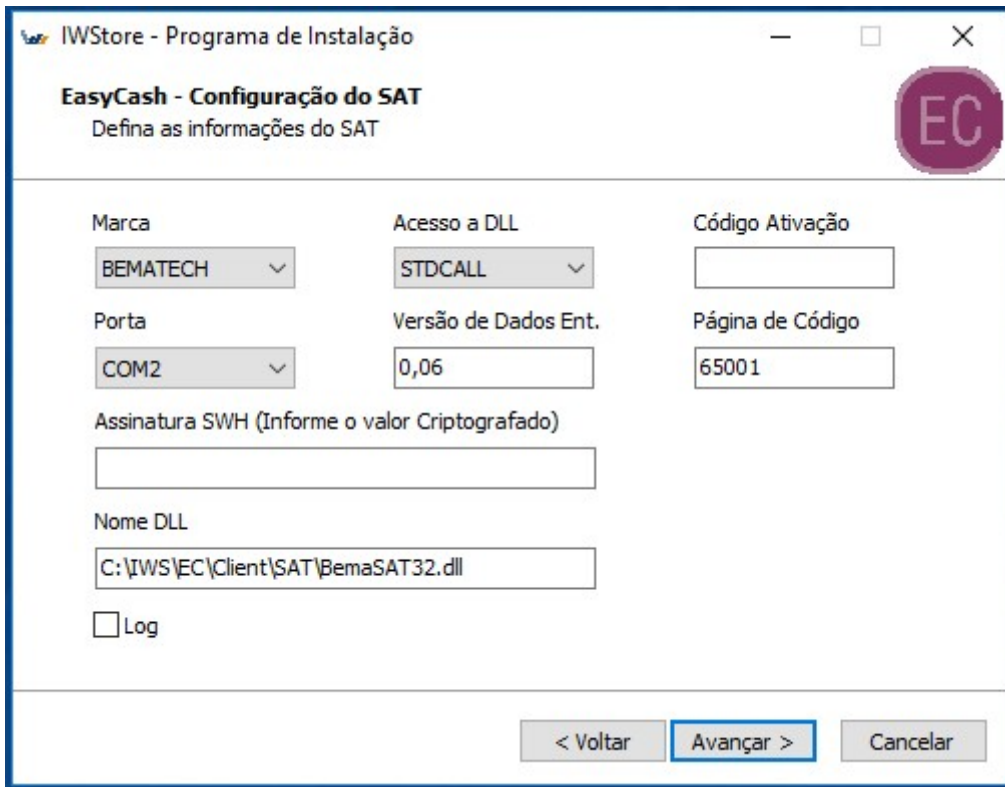 IWStore - Programa de Instalação
EasyCash - Configuração do SAT
Defina as informações do SAT
EC
Marca Acesso a DLL Código Ativação
BEMATECH STDCALL
Porta Versão de Dados Ent. Página de Código
COM2 0,06 65001
Assinatura SWH (Informe o valor Criptografado)
Nome DLL
C:\IWS\EC\Client\SAT\BemaSAT32.dll
Log
< Voltar Avançar > Cancelar